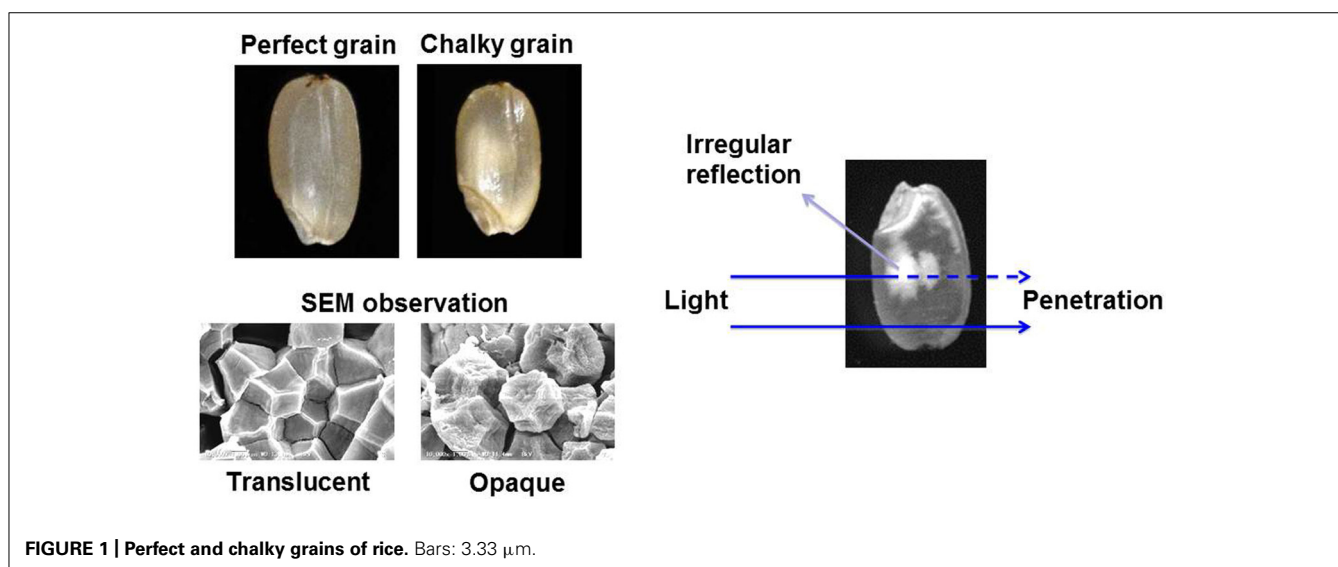 Perfect grain
Chalky grain
SEM observation
Translucent
Opaque
Irregular
reflection
Light
Penetration
FIGURE 1 | Perfect and chalky grains of rice. Bars: 3.33 μm.